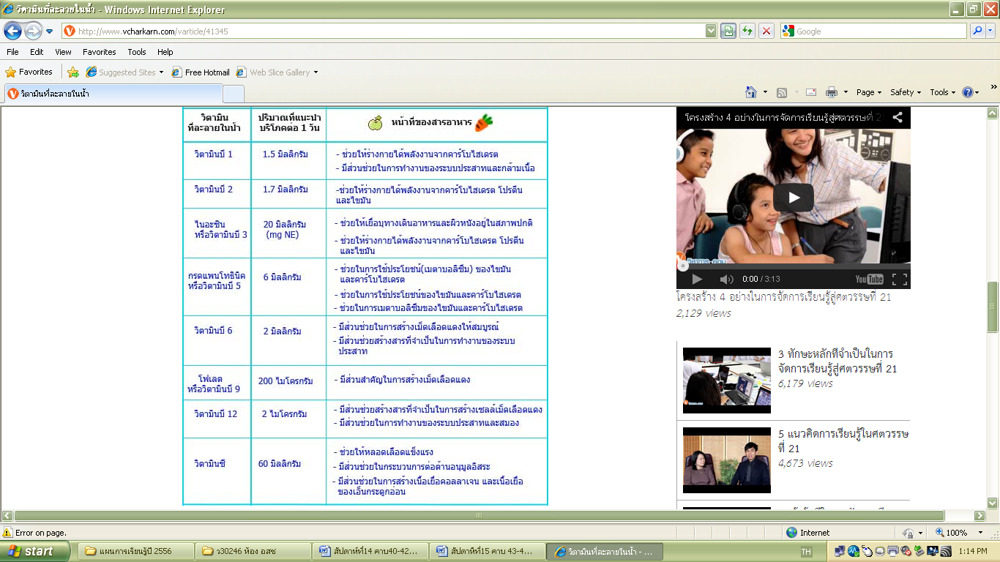 วิตามินที่ละลายในน้ำ - Windows Internet Explorer
http://www.vcharkarn.com/varticle/41345
Google
File Edit View Favorites Tools Help
Favorites Suggested Sites Free Hotmail Web Slice Gallery
วิตามินที่ละลายในน้ำ
Page Safety Tools
วิตามิน
ที่ละลายในน้ำ
ปริมาณที่แนะนำ
บริโภคต่อ 1 วัน
หน้าที่ของสารอาหาร
วิตามินบี 1
1.5 มิลลิกรัม
- ช่วยให้ร่างกายได้พลังงานจากคาร์โบไฮเดรต
- มีส่วนช่วยในการทำงานของระบบประสาทและกล้ามเนื้อ
วิตามินบี 2
1.7 มิลลิกรัม
-ช่วยให้ร่างกายได้พลังงานจากคาร์โบไฮเดรต โปรตีน
และไขมัน
ไนอะซิน
หรือวิตามินบี 3
20 มิลลิกรัม
(mg NE)
- ช่วยให้เยื่อบุทางเดินอาหารและผิวหนังอยู่ในสภาพปกติ
- ช่วยให้ร่างกายได้พลังงานจากคาร์โบไฮเดรต โปรตีน
และไขมัน
กรดแพนโทธินิค
หรือวิตามินบี 5
6 มิลลิกรัม
- ช่วยในการใช้ประโยชน์(เมตาบอลิซึม) ของไขมัน
และคาร์โบไฮเดรต
- ช่วยในการใช้ประโยชน์ของไขมันและคาร์โบไฮเดรต
- ช่วยในการเมตาบอลิซึมของไขมันและคาร์โบไฮเดรต
วิตามินบี 6
2 มิลลิกรัม
- มีส่วนช่วยในการสร้างเม็ดเลือดแดงให้สมบูรณ์
- มีส่วนช่วยสร้างสารที่จำเป็นในการทำงานของระบบ
ประสาท
โฟเลต
หรือวิตามินบี 9
200 ไมโครกรัม
- มีส่วนสำคัญในการสร้างเม็ดเลือดแดง
วิตามินบี 12
2 ไมโครกรัม
- มีส่วนช่วยสร้างสารที่จำเป็นในการสร้างเซลล์เม็ดเลือดแดง
- มีส่วนช่วยในการทำงานของระบบประสาทและสมอง
วิตามินซี
60 มิลลิกรัม
- ช่วยให้หลอดเลือดแข็งแรง
- มีส่วนช่วยในกระบวนการต่อต้านอนุมูลอิสระ
- มีส่วนช่วยในการสร้างเนื้อเยื่อคอลลาเจน และเนื้อเยื่อ
ของเอ็นกระดูกอ่อน
โครงสร้าง 4 อย่างในการจัดการเรียนรู้สู่ศตวรรษที่ 2
0:00 / 3:13 YouTube
โครงสร้าง 4 อย่างในการจัดการเรียนรู้สู่ศตวรรษที่ 21
2,129 views
3 ทักษะหลักที่จำเป็นในการ
จัดการเรียนรู้สู่ศตวรรษที่ 21
6,179 views
5 แนวคิดการเรียนรู้ในศตวรรษ
ที่ 21
4,673 views
Error on page. Internet 100%
start แผนการเรียนรู้ปี 2556 ว30246 ห้อง อสช สัปดาห์ที่14 คาบ40-42... สัปดาห์ที่15 คาบ 43-4... วิตามินที่ละลายในน้ำ - ... TH 1:14 PM